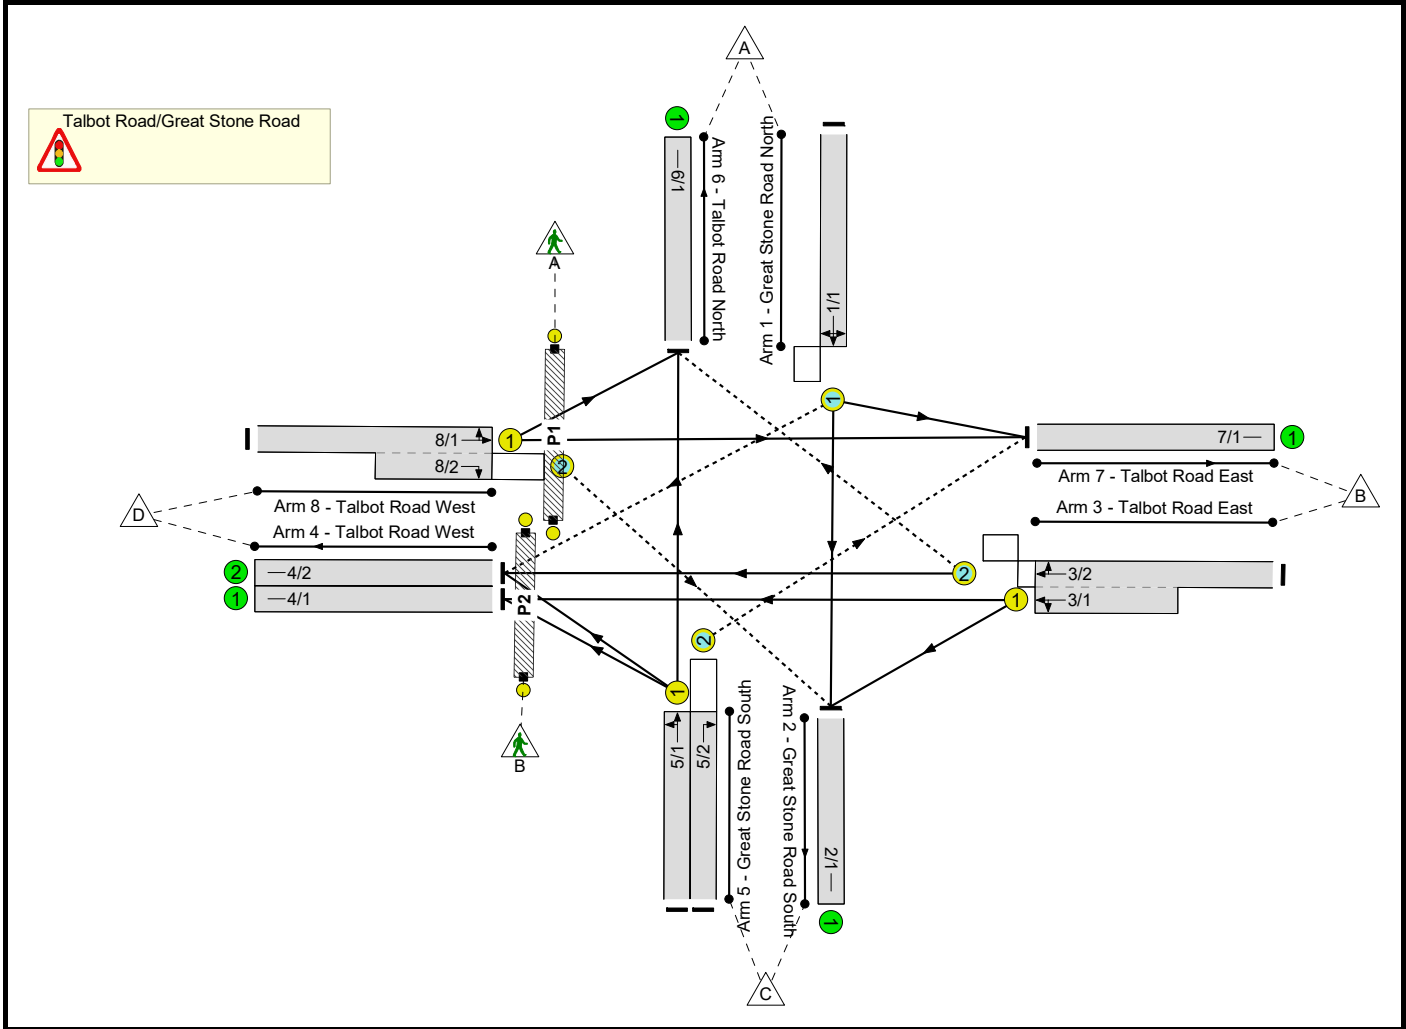 A
Talbot Road/Great Stone Road
1
6/1
Arm 6 - Talbot Road North
Arm 1 - Great Stone Road North
1/1
A
1
8/1
1
P1
7/1
1
8/2
2
Arm 7 - Talbot Road East
Arm 8 - Talbot Road West
D
B
Arm 4 - Talbot Road West
Arm 3 - Talbot Road East
2
4/2
2
3/2
1
4/1
P2
1
3/1
2
1
5/1
5/2
Arm 5 - Great Stone Road South
Arm 2 - Great Stone Road South
2/1
B
1
C